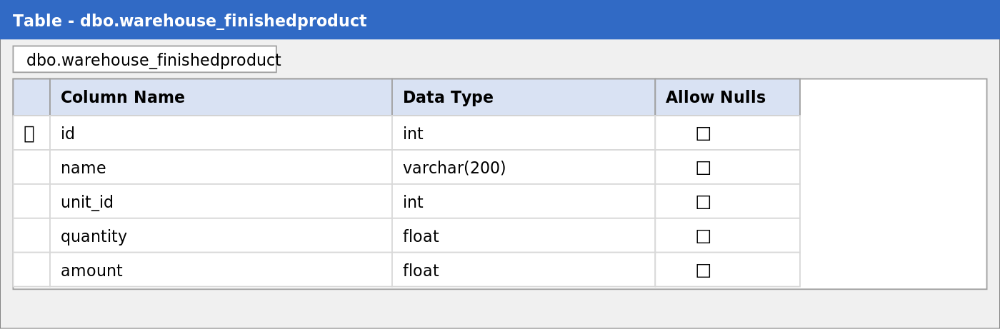 Table - dbo.warehouse_finishedproduct
dbo.warehouse_finishedproduct
Column Name Data Type Allow Nulls
id int
name varchar(200)
unit_id int
quantity float
amount float